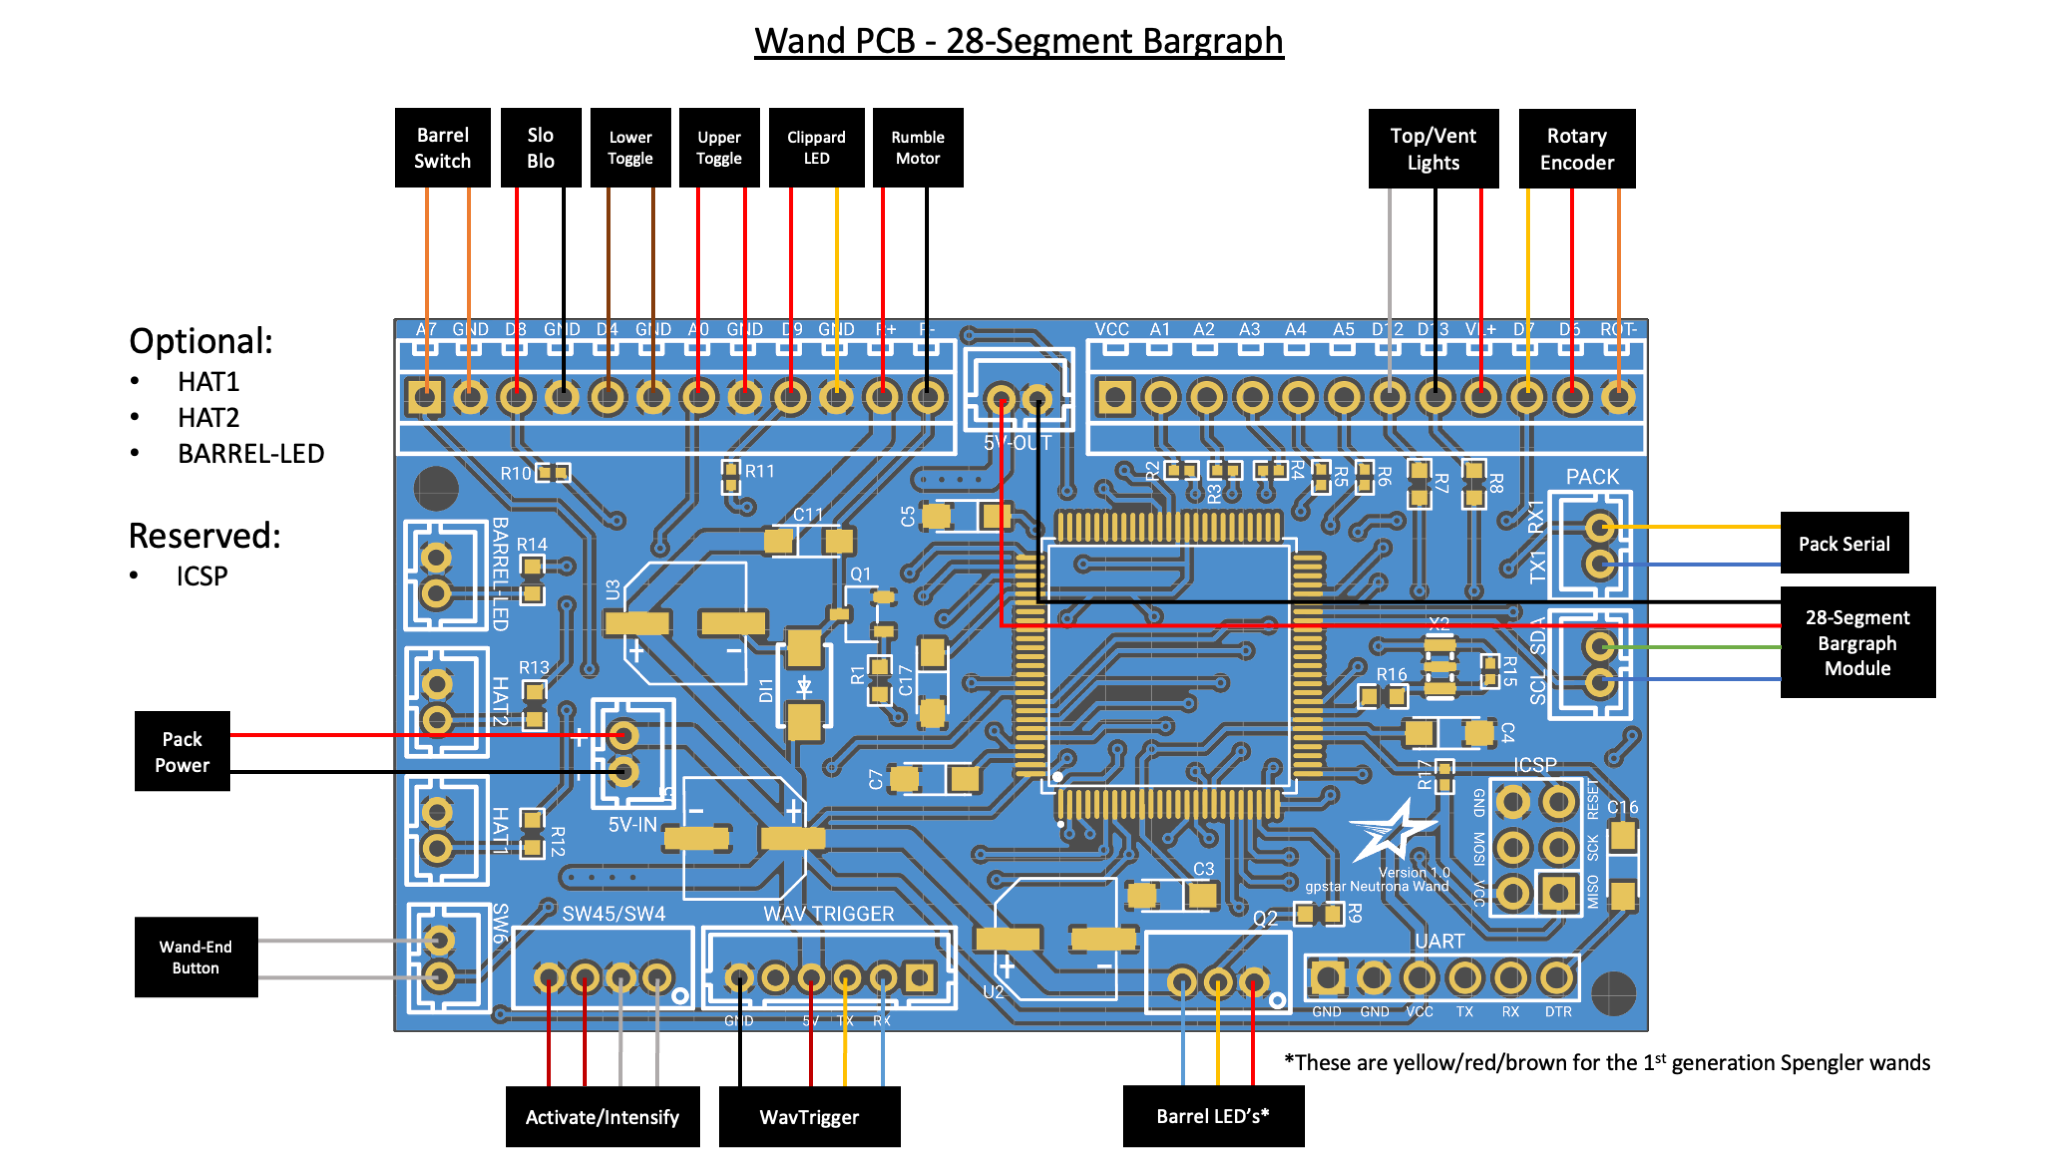 Wand PCB - 28-Segment Bargraph
Barrel
Switch
Slo
Blo
Lower
Toggle
Upper
Toggle
Clippard
LED
Rumble
Motor
Top/Vent
Lights
Rotary
Encoder
Optional:
• HAT1
• HAT2
• BARREL-LED
Reserved:
• ICSP
A7 GND D8 GND D4 GND A0 GND D9 GND R+ R-
VCC A1 A2 A3 A4 A5 D12 D13 VL+ D7 D6 ROT-
5V-OUT
R10
R11
R2
R3
R4
R5
R6
R7
R8
PACK
RX1
TX1
Pack Serial
C5
C11
BARREL-LED
R14
U3
+ -
Q1
D1
R1
C17
X2
R16
R15
SDA
SCL
28-Segment
Bargraph
Module
HAT2
R13
Pack
Power
+
-
5V-IN
- +
C7
C4
R17
ICSP
GND
RESET
MOSI
SCK
VCC
MISO
C16
HAT1
R12
Version 1.0
gpstar Neutrona Wand
C3
R9
Q2
Wand-End
Button
SW6
SW45/SW4
WAV TRIGGER
GND 5V TX RX
U2
+ -
UART
GND GND VCC TX RX DTR
*These are yellow/red/brown for the 1st generation Spengler wands
Activate/Intensify
WavTrigger
Barrel LED's*